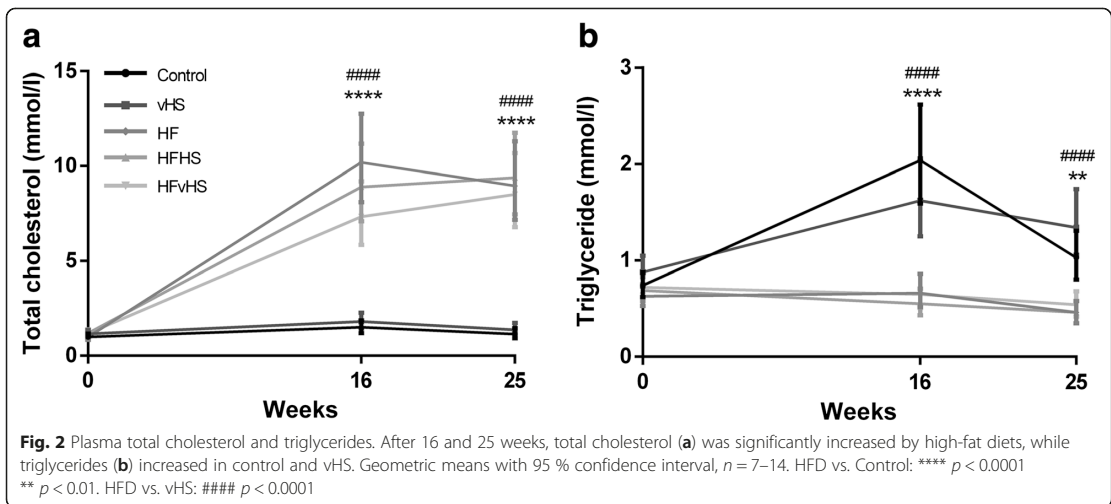 a
Total cholesterol (mmol/l)
15
10
5
0
Control
vHS
HF
HFHS
HFvHS
####
****
####
****
0
16
25
Weeks
b
Triglyceride (mmol/l)
3
2
1
0
####
****
####
**
0
16
25
Weeks
Fig. 2 Plasma total cholesterol and triglycerides. After 16 and 25 weeks, total cholesterol (a) was significantly increased by high-fat diets, while
triglycerides (b) increased in control and vHS. Geometric means with 95 % confidence interval, n = 7–14. HFD vs. Control: **** p < 0.0001
** p < 0.01. HFD vs. vHS: #### p < 0.0001